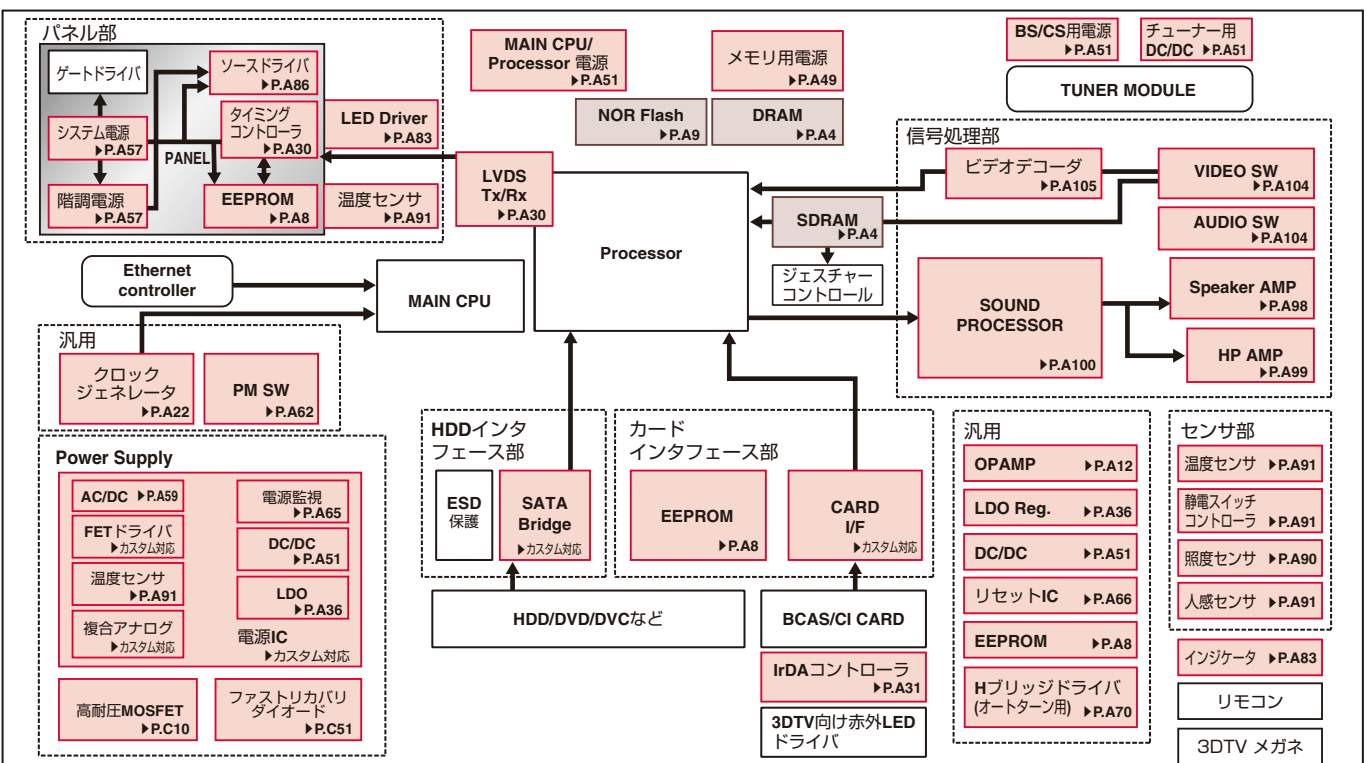 パネル部
ゲートドライバ
ソースドライバ
▶P.A86
システム電源
▶P.A57
タイミング
コントローラ
▶P.A30
PANEL
階調電源
▶P.A57
EEPROM
▶P.A8
LED Driver
▶P.A83
温度センサ
▶P.A91
MAIN CPU/
Processor 電源
▶P.A51
メモリ用電源
▶P.A49
NOR Flash
▶P.A9
DRAM
▶P.A4
BS/CS用電源
▶P.A51
チューナー用
DC/DC ▶P.A51
TUNER MODULE
LVDS
Tx/Rx
▶P.A30
Processor
SDRAM
▶P.A4
ジェスチャー
コントロール
信号処理部
ビデオデコーダ
▶P.A105
VIDEO SW
▶P.A104
AUDIO SW
▶P.A104
SOUND
PROCESSOR
▶P.A100
Speaker AMP
▶P.A98
HP AMP
▶P.A99
Ethernet
controller
MAIN CPU
汎用
クロック
ジェネレータ
▶P.A22
PM SW
▶P.A62
Power Supply
AC/DC ▶P.A59
FETドライバ
▶カスタム対応
温度センサ
▶P.A91
複合アナログ
▶カスタム対応
電源監視
▶P.A65
DC/DC
▶P.A51
LDO
▶P.A36
電源IC
▶カスタム対応
高耐圧MOSFET
▶P.C10
ファストリカバリ
ダイオード
▶P.C51
HDDインタ
フェース部
ESD
保護
SATA
Bridge
▶カスタム対応
HDD/DVD/DVCなど
カード
インタフェース部
EEPROM
▶P.A8
CARD
I/F
▶カスタム対応
BCAS/CI CARD
IrDAコントローラ
▶P.A31
3DTV向け赤外LED
ドライバ
汎用
OPAMP ▶P.A12
LDO Reg. ▶P.A36
DC/DC ▶P.A51
リセットIC ▶P.A66
EEPROM ▶P.A8
Hブリッジドライバ
(オートターン用) ▶P.A70
センサ部
温度センサ ▶P.A91
静電スイッチ
コントローラ ▶P.A91
照度センサ ▶P.A90
人感センサ ▶P.A91
インジケータ ▶P.A83
リモコン
3DTV メガネ